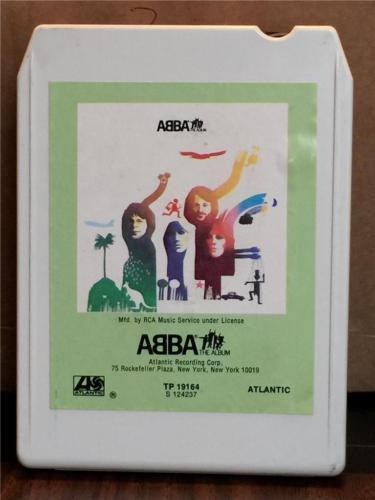 ABBA
THE ALBUM
Mfd. by RCA Music Service under License
ABBA
THE ALBUM
Atlantic Recording Corp.
75 Rockefeller Plaza, New York, New York 10019
TP 19164
S 124237
ATLANTIC
®
ATLANTIC